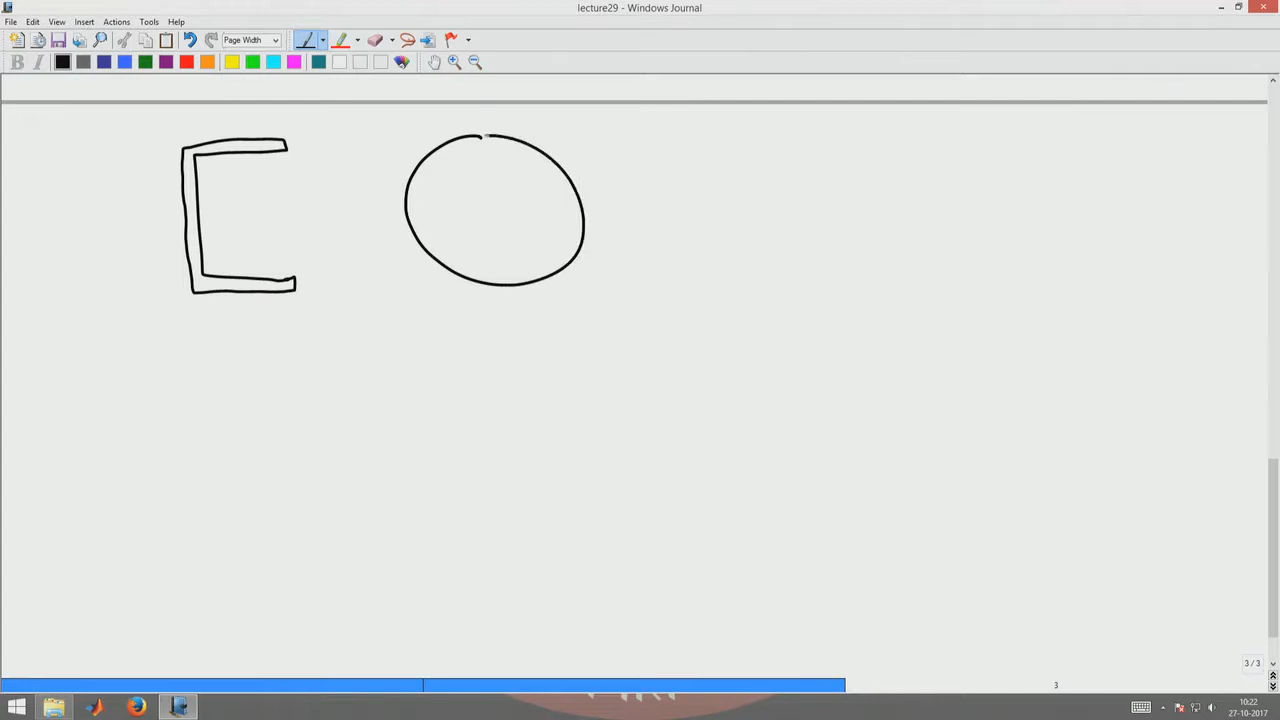 lecture29 - Windows Journal
File Edit View Insert Actions Tools Help
Page Width
B I
3 / 3
3
10:22
27-10-2017